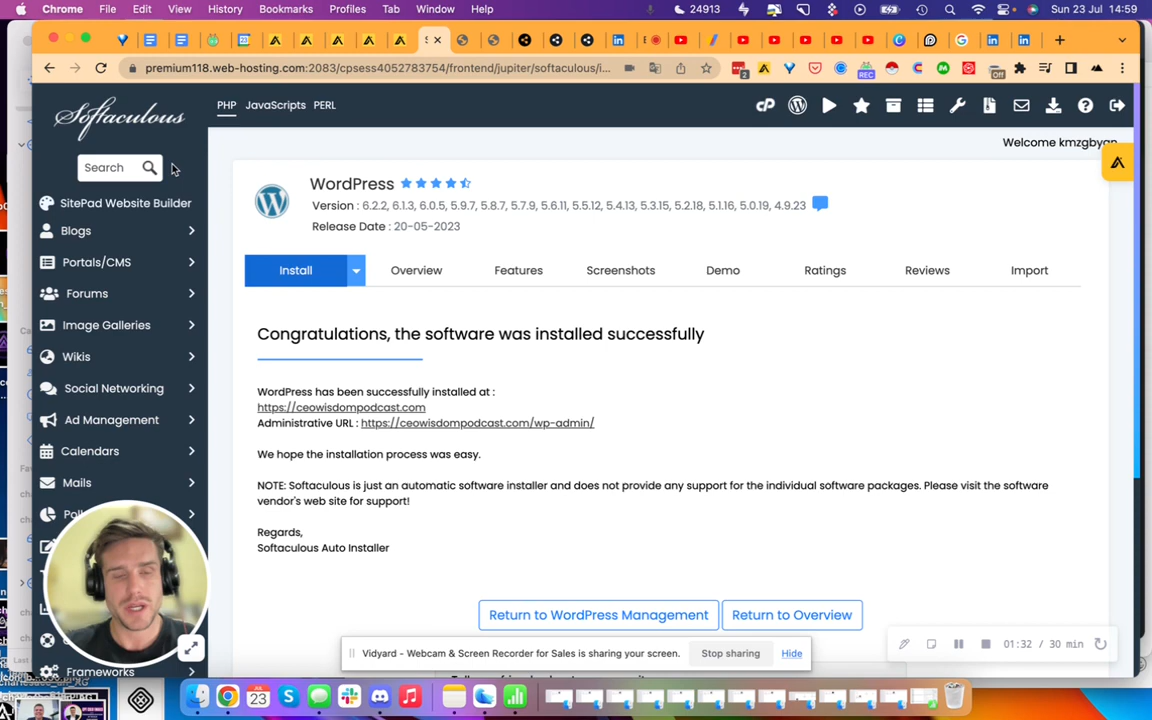 Chrome File Edit View History Bookmarks Profiles Tab Window Help 24913 Sun 23 Jul 14:59
premium118.web-hosting.com:2083/cpsess4052783754/frontend/jupiter/softaculous/i...
Softaculous
PHP JavaScripts PERL
Welcome kmzgbyqn
Search
SitePad Website Builder
Blogs
Portals/CMS
Forums
Image Galleries
Wikis
Social Networking
Ad Management
Calendars
Mails
Frameworks
WordPress
Version : 6.2.2, 6.1.3, 6.0.5, 5.9.7, 5.8.7, 5.7.9, 5.6.11, 5.5.12, 5.4.13, 5.3.15, 5.2.18, 5.1.16, 5.0.19, 4.9.23
Release Date : 20-05-2023
Install Overview Features Screenshots Demo Ratings Reviews Import
Congratulations, the software was installed successfully
WordPress has been successfully installed at :
https://ceowisdompodcast.com
Administrative URL : https://ceowisdompodcast.com/wp-admin/
We hope the installation process was easy.
NOTE: Softaculous is just an automatic software installer and does not provide any support for the individual software packages. Please visit the software
vendor's web site for support!
Regards,
Softaculous Auto Installer
Return to WordPress Management Return to Overview
Vidyard - Webcam & Screen Recorder for Sales is sharing your screen. Stop sharing Hide
01:32 / 30 min